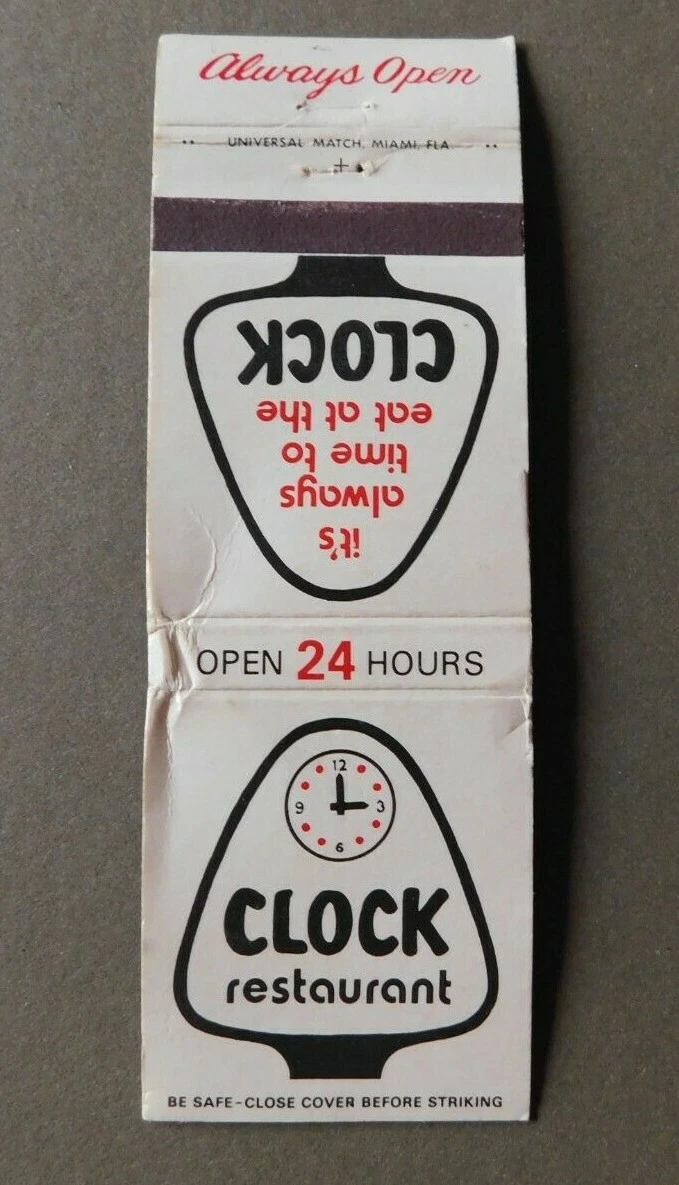 Always Open
UNIVERSAL MATCH, MIAMI, FLA
it's
always
time to
eat at the
CLOCK
OPEN 24 HOURS
12
9 3
6
CLOCK
restaurant
BE SAFE-CLOSE COVER BEFORE STRIKING